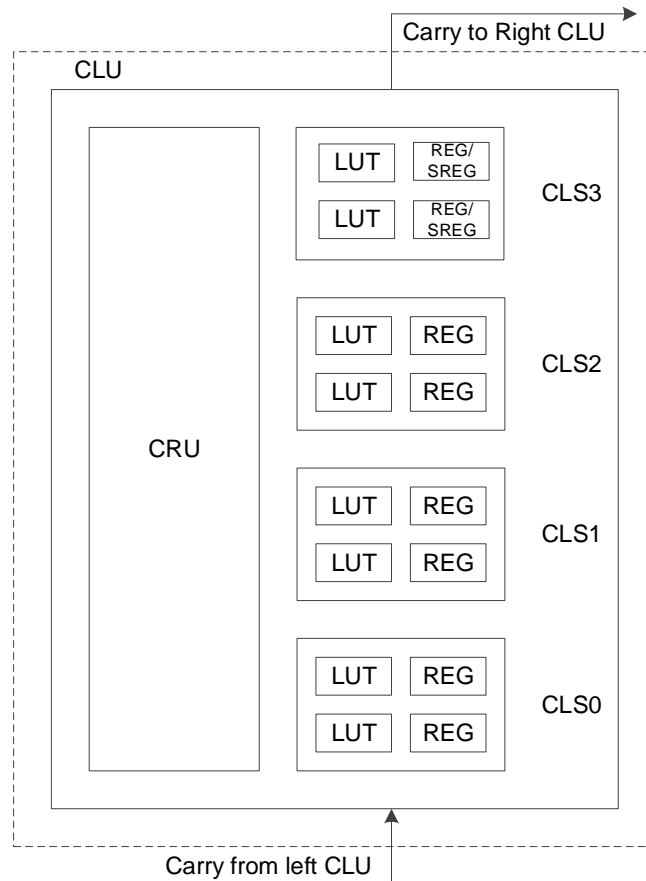 Carry to Right CLU
CLU
LUT REG/
SREG
LUT REG/
SREG
CLS3
LUT REG
LUT REG
CLS2
CRU
LUT REG
LUT REG
CLS1
LUT REG
LUT REG
CLS0
Carry from left CLU